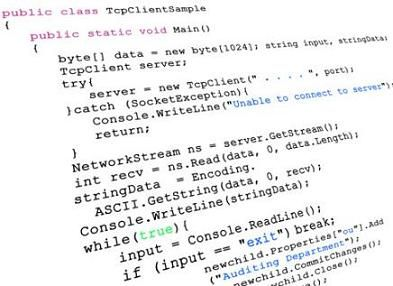 public class TcpClientSample
{
public static void Main()
{
byte[] data = new byte[1024]; string input, stringData;
TcpClient server;
try{
server = new TcpClient(" . . . . ", port);
}catch (SocketException){
Console.WriteLine("Unable to connect to server");
return;
}
NetworkStream ns = server.GetStream();
int recv = ns.Read(data, 0, data.Length);
stringData = Encoding.
ASCII.GetString(data, 0, recv);
Console.WriteLine(stringData);
while(true){
input = Console.ReadLine();
if (input == "exit") break;
newchild.Properties["ou"].Add
("Auditing Department");
newchild.CommitChanges();
newchild.Close();